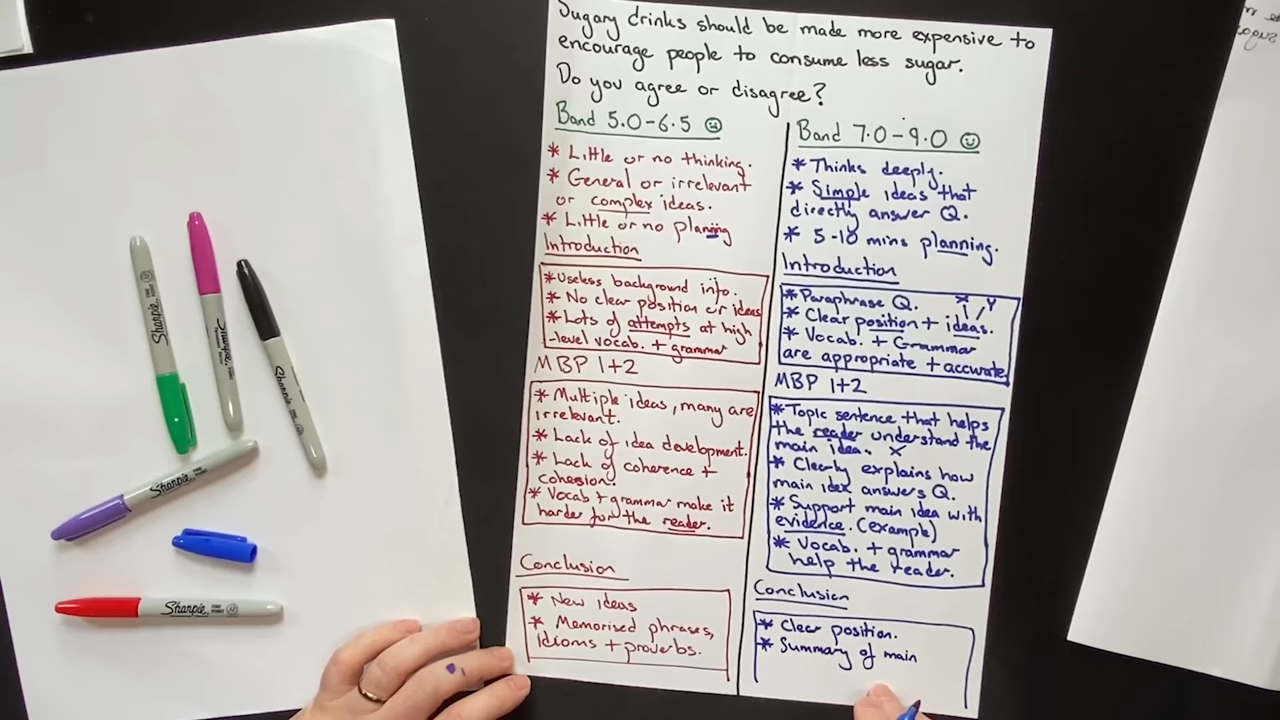 Sugary drinks should be made more expensive to
encourage people to consume less sugar.
Do you agree or disagree?
Band 5.0-6.5
* Little or no thinking.
* General or irrelevant
or complex ideas.
* Little or no planiing
Introduction
*Useless background info.
* No clear position or ideas
*Lots of attempts at high
-level vocab. + grammar
MBP 1+2
* Multiple ideas, many are
irrelevant.
* Lack of idea development.
* Lack of coherence +
cohesion.
* Vocab + grammar make it
harder for the reader.
Conclusion
* New ideas
* Memorised phrases,
idioms + proverbs.
Band 7.0-9.0
* Thinks deeply.
* Simple ideas that
directly answer Q.
* 5-10 mins planning.
Introduction
*Paraphrase Q. X Y
* Clear position + ideas.
* Vocab. + Grammar
are appropriate + accurate
MBP 1+2
*Topic sentence that helps
the reader understand the
main idea. X
* Clearly explains how
main idex answers Q.
* Support main idea with
evidence. (example)
* Vocab. + grammar
help the reader.
Conclusion
* Clear position.
* Summary of main
Sharpie
Sharpie
Sharpie
Sharpie FINE POINT
Sharpie FINE POINT AP